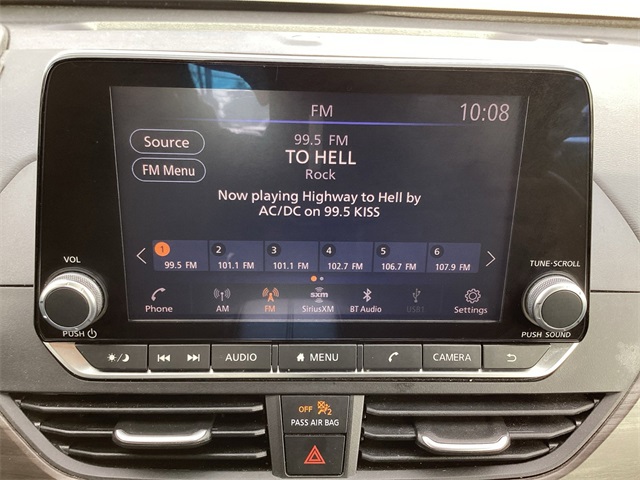 FM
10:08
Source
FM Menu
99.5 FM
TO HELL
Rock
Now playing Highway to Hell by
AC/DC on 99.5 KISS
1 2 3 4 5 6
99.5 FM 101.1 FM 101.1 FM 102.7 FM 106.7 FM 107.9 FM
Phone AM FM sxm SiriusXM BT Audio USB1 Settings
VOL
PUSH
TUNE·SCROLL
PUSH SOUND
AUDIO MENU CAMERA
OFF 2
PASS AIR BAG